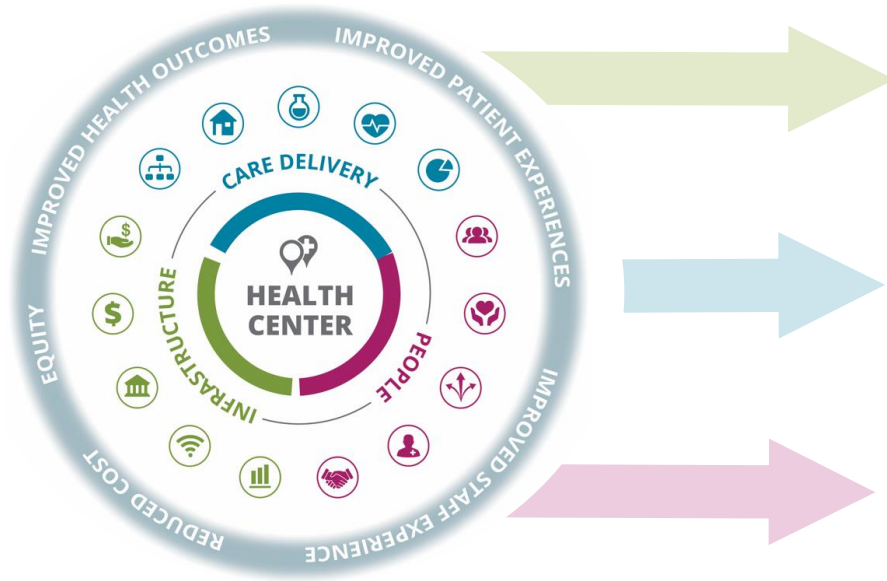 IMPROVED HEALTH OUTCOMES
IMPROVED PATIENT EXPERIENCES
IMPROVED STAFF EXPERIENCE
REDUCED COST
EQUITY
CARE DELIVERY
PEOPLE
INFRASTRUCTURE
HEALTH
CENTER
$
$